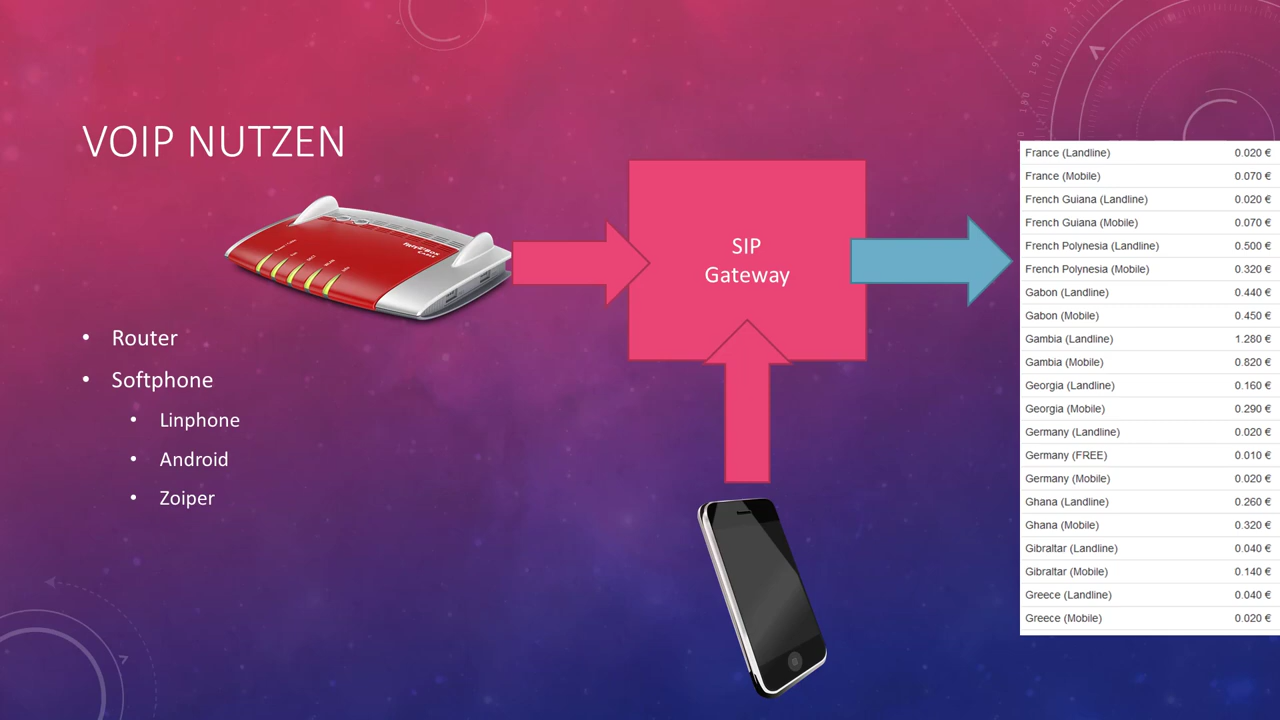 VOIP NUTZEN
FRITZ!Box
Cable
• Router
• Softphone
• Linphone
• Android
• Zoiper
SIP
Gateway
France (Landline) 0.020 €
France (Mobile) 0.070 €
French Guiana (Landline) 0.020 €
French Guiana (Mobile) 0.070 €
French Polynesia (Landline) 0.500 €
French Polynesia (Mobile) 0.320 €
Gabon (Landline) 0.440 €
Gabon (Mobile) 0.450 €
Gambia (Landline) 1.280 €
Gambia (Mobile) 0.820 €
Georgia (Landline) 0.160 €
Georgia (Mobile) 0.290 €
Germany (Landline) 0.020 €
Germany (FREE) 0.010 €
Germany (Mobile) 0.020 €
Ghana (Landline) 0.260 €
Ghana (Mobile) 0.320 €
Gibraltar (Landline) 0.040 €
Gibraltar (Mobile) 0.140 €
Greece (Landline) 0.040 €
Greece (Mobile) 0.020 €